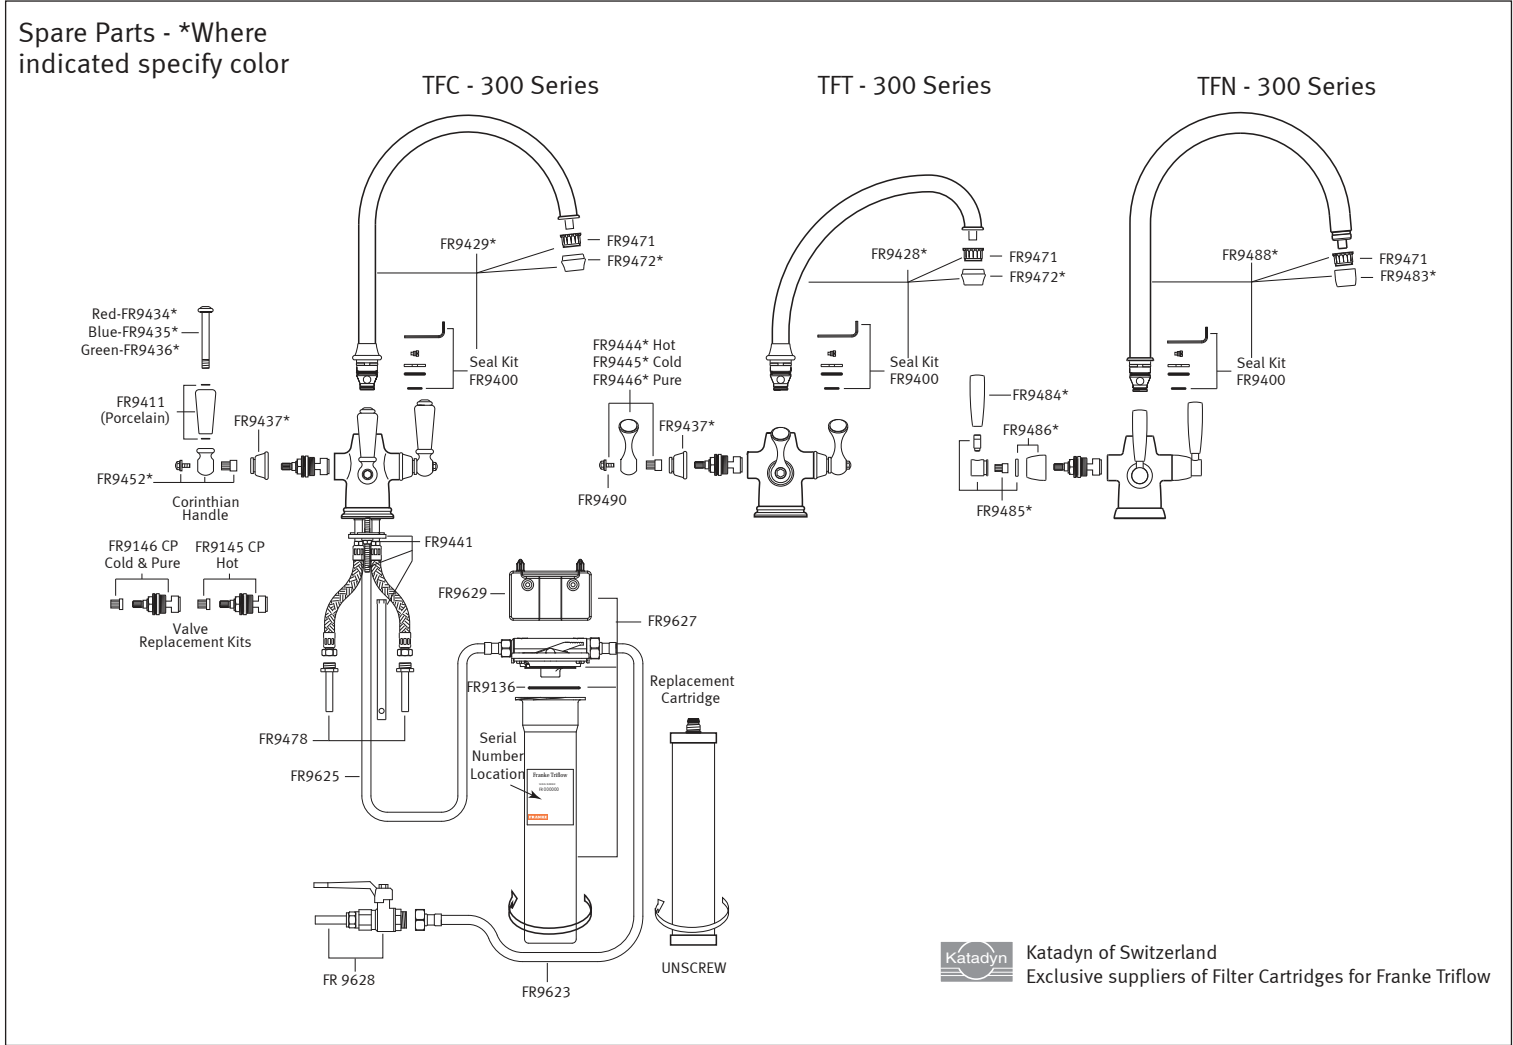 Spare Parts - *Where
indicated specify color
TFC - 300 Series
TFT - 300 Series
TFN - 300 Series
FR9429*
FR9471
FR9472*
Red-FR9434*
Blue-FR9435*
Green-FR9436*
FR9411
(Porcelain)
FR9437*
FR9452*
Corinthian
Handle
Seal Kit
FR9400
FR9146 CP
Cold & Pure
FR9145 CP
Hot
Valve
Replacement Kits
FR9441
FR9428*
FR9471
FR9472*
FR9444* Hot
FR9445* Cold
FR9446* Pure
FR9437*
FR9490
Seal Kit
FR9400
FR9488*
FR9471
FR9483*
FR9484*
FR9486*
FR9485*
Seal Kit
FR9400
FR9629
FR9627
FR9136
Replacement
Cartridge
FR9478
FR9625
Serial
Number
Location
Franke Triflow
FRANKE
FR 9628
FR9623
UNSCREW
Katadyn
Katadyn of Switzerland
Exclusive suppliers of Filter Cartridges for Franke Triflow